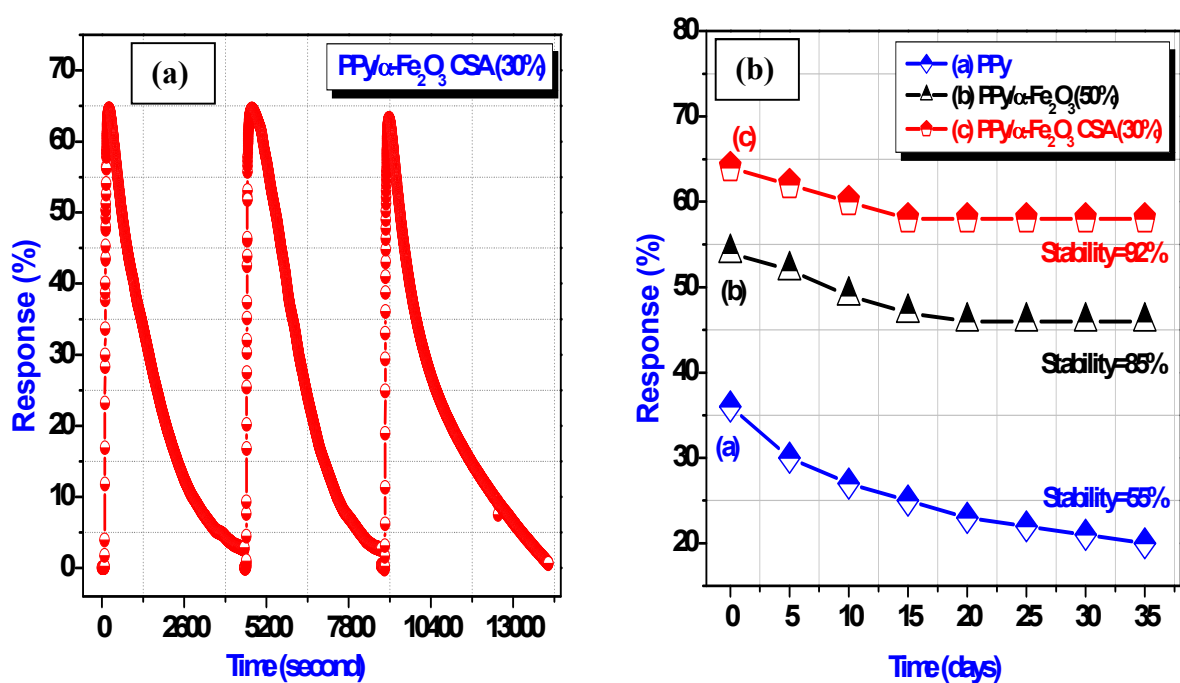 (a)
PPy/α-Fe₂O₃ CSA (30%)
70
60
50
40
30
20
10
0
Response (%)
0 2600 5200 7800 10400 13000
Time (second)
(b)
(a) PPy
(b) PPy/α-Fe₂O₃ (50%)
(c) PPy/α-Fe₂O₃ CSA (30%)
80
70
60
50
40
30
20
Response (%)
(c)
Stability=92%
(b)
Stability=85%
(a)
Stability=55%
0 5 10 15 20 25 30 35
Time (days)